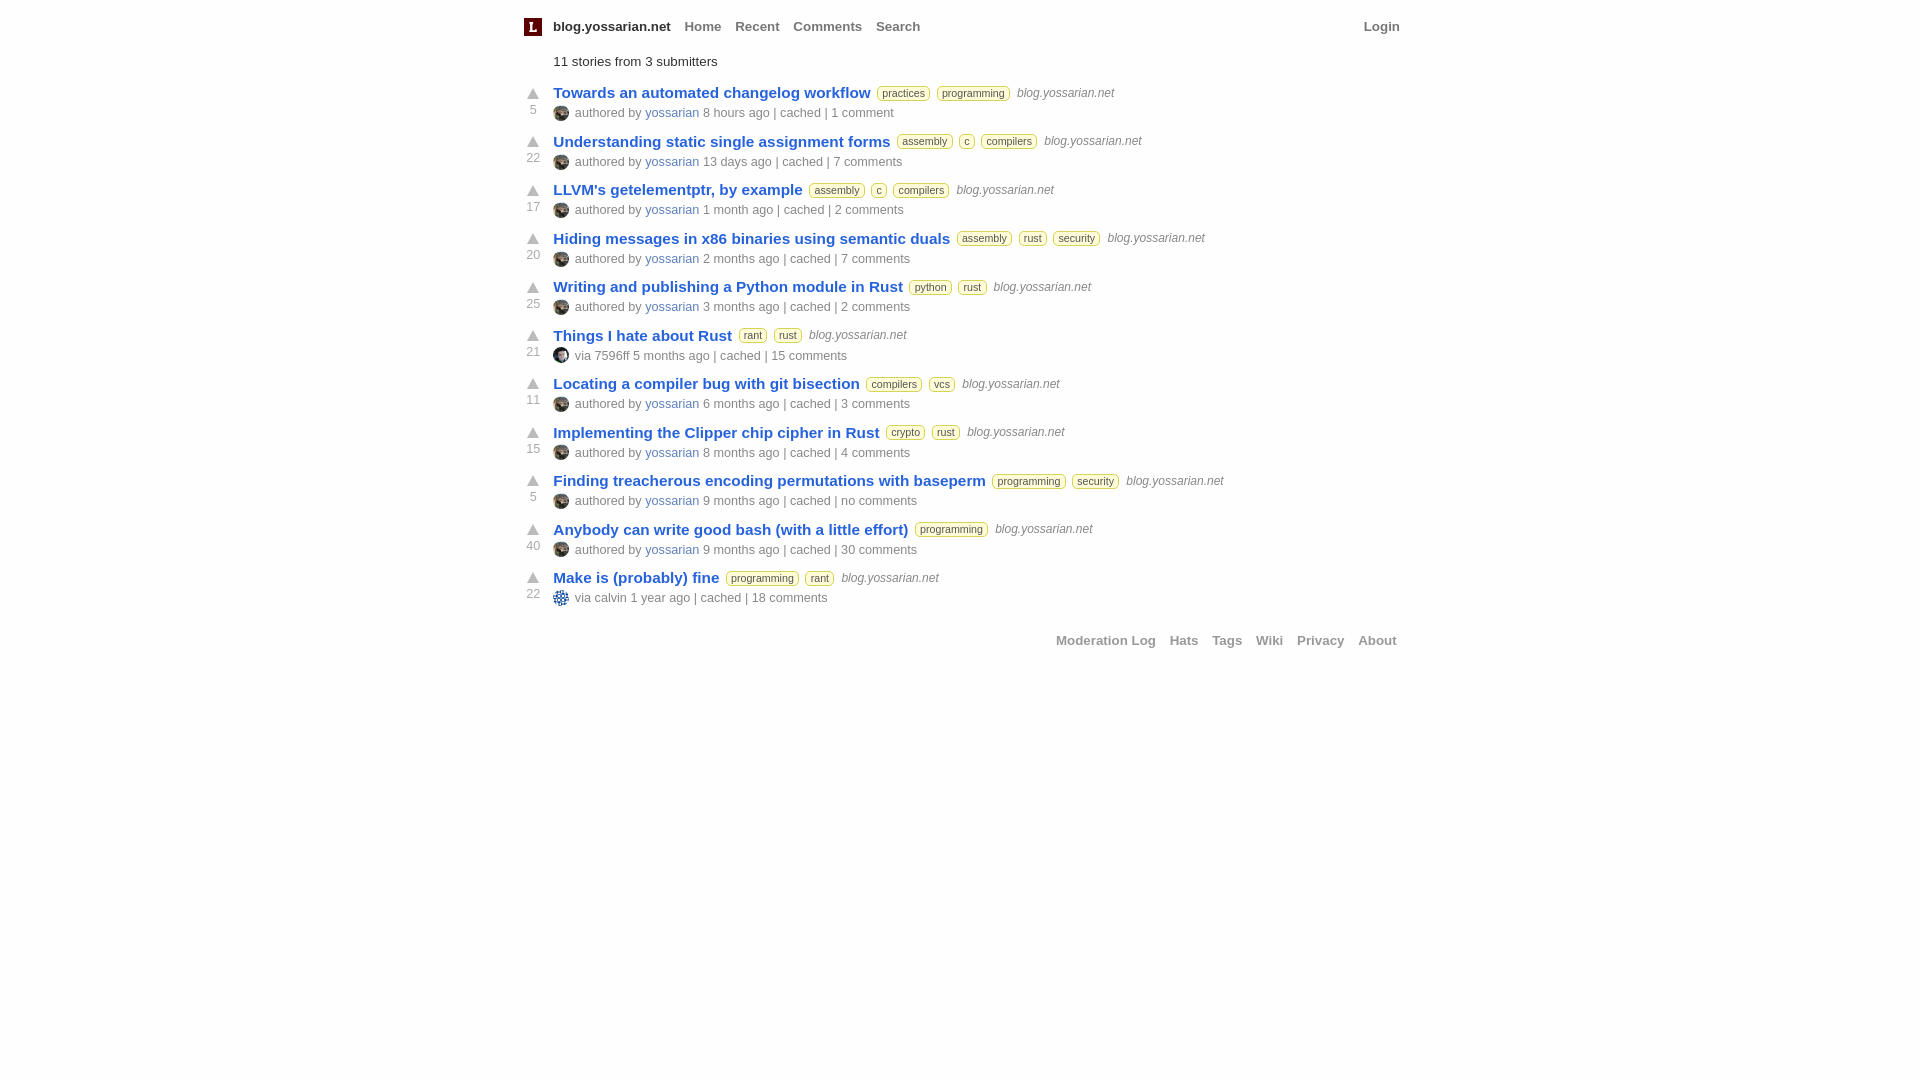 L blog.yossarian.net Home Recent Comments Search Login
11 stories from 3 submitters
Towards an automated changelog workflow practices programming blog.yossarian.net
5 authored by yossarian 8 hours ago | cached | 1 comment
Understanding static single assignment forms assembly c compilers blog.yossarian.net
22 authored by yossarian 13 days ago | cached | 7 comments
LLVM's getelementptr, by example assembly c compilers blog.yossarian.net
17 authored by yossarian 1 month ago | cached | 2 comments
Hiding messages in x86 binaries using semantic duals assembly rust security blog.yossarian.net
20 authored by yossarian 2 months ago | cached | 7 comments
Writing and publishing a Python module in Rust python rust blog.yossarian.net
25 authored by yossarian 3 months ago | cached | 2 comments
Things I hate about Rust rant rust blog.yossarian.net
21 via 7596ff 5 months ago | cached | 15 comments
Locating a compiler bug with git bisection compilers vcs blog.yossarian.net
11 authored by yossarian 6 months ago | cached | 3 comments
Implementing the Clipper chip cipher in Rust crypto rust blog.yossarian.net
15 authored by yossarian 8 months ago | cached | 4 comments
Finding treacherous encoding permutations with baseperm programming security blog.yossarian.net
5 authored by yossarian 9 months ago | cached | no comments
Anybody can write good bash (with a little effort) programming blog.yossarian.net
40 authored by yossarian 9 months ago | cached | 30 comments
Make is (probably) fine programming rant blog.yossarian.net
22 via calvin 1 year ago | cached | 18 comments
Moderation Log Hats Tags Wiki Privacy About